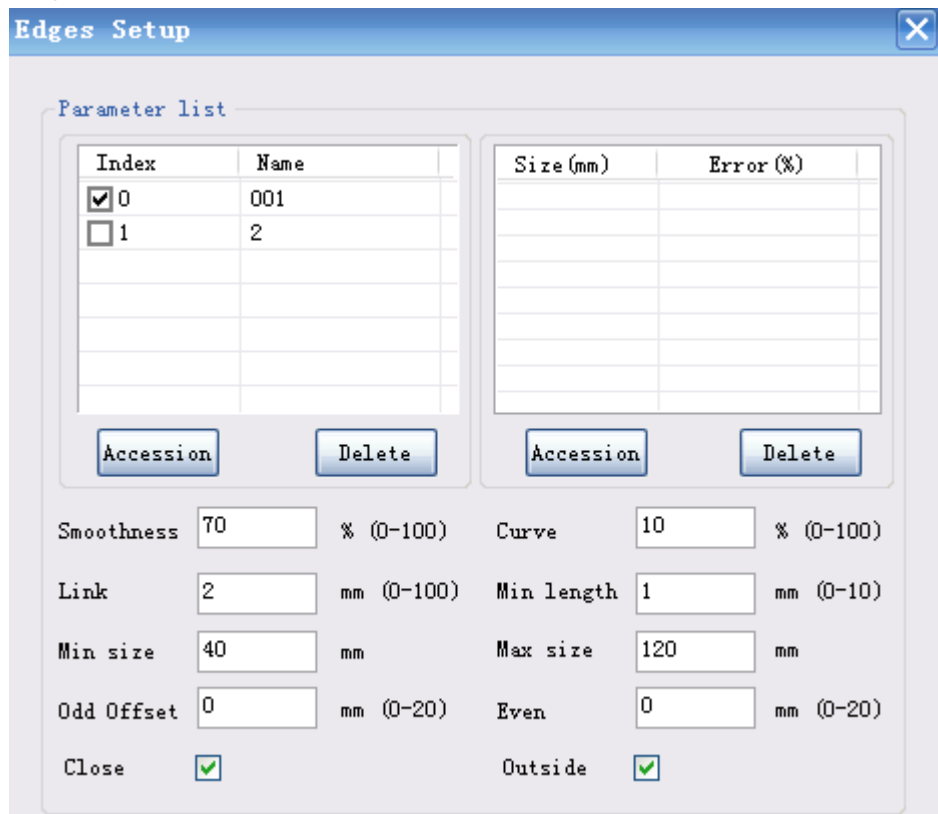 Edges Setup
Parameter list
Index Name
0 001
1 2
Accession Delete
Size(mm) Error(%)
Accession Delete
Smoothness 70 % (0-100) Curve 10 % (0-100)
Link 2 mm (0-100) Min length 1 mm (0-10)
Min size 40 mm Max size 120 mm
Odd Offset 0 mm (0-20) Even 0 mm (0-20)
Close Outside